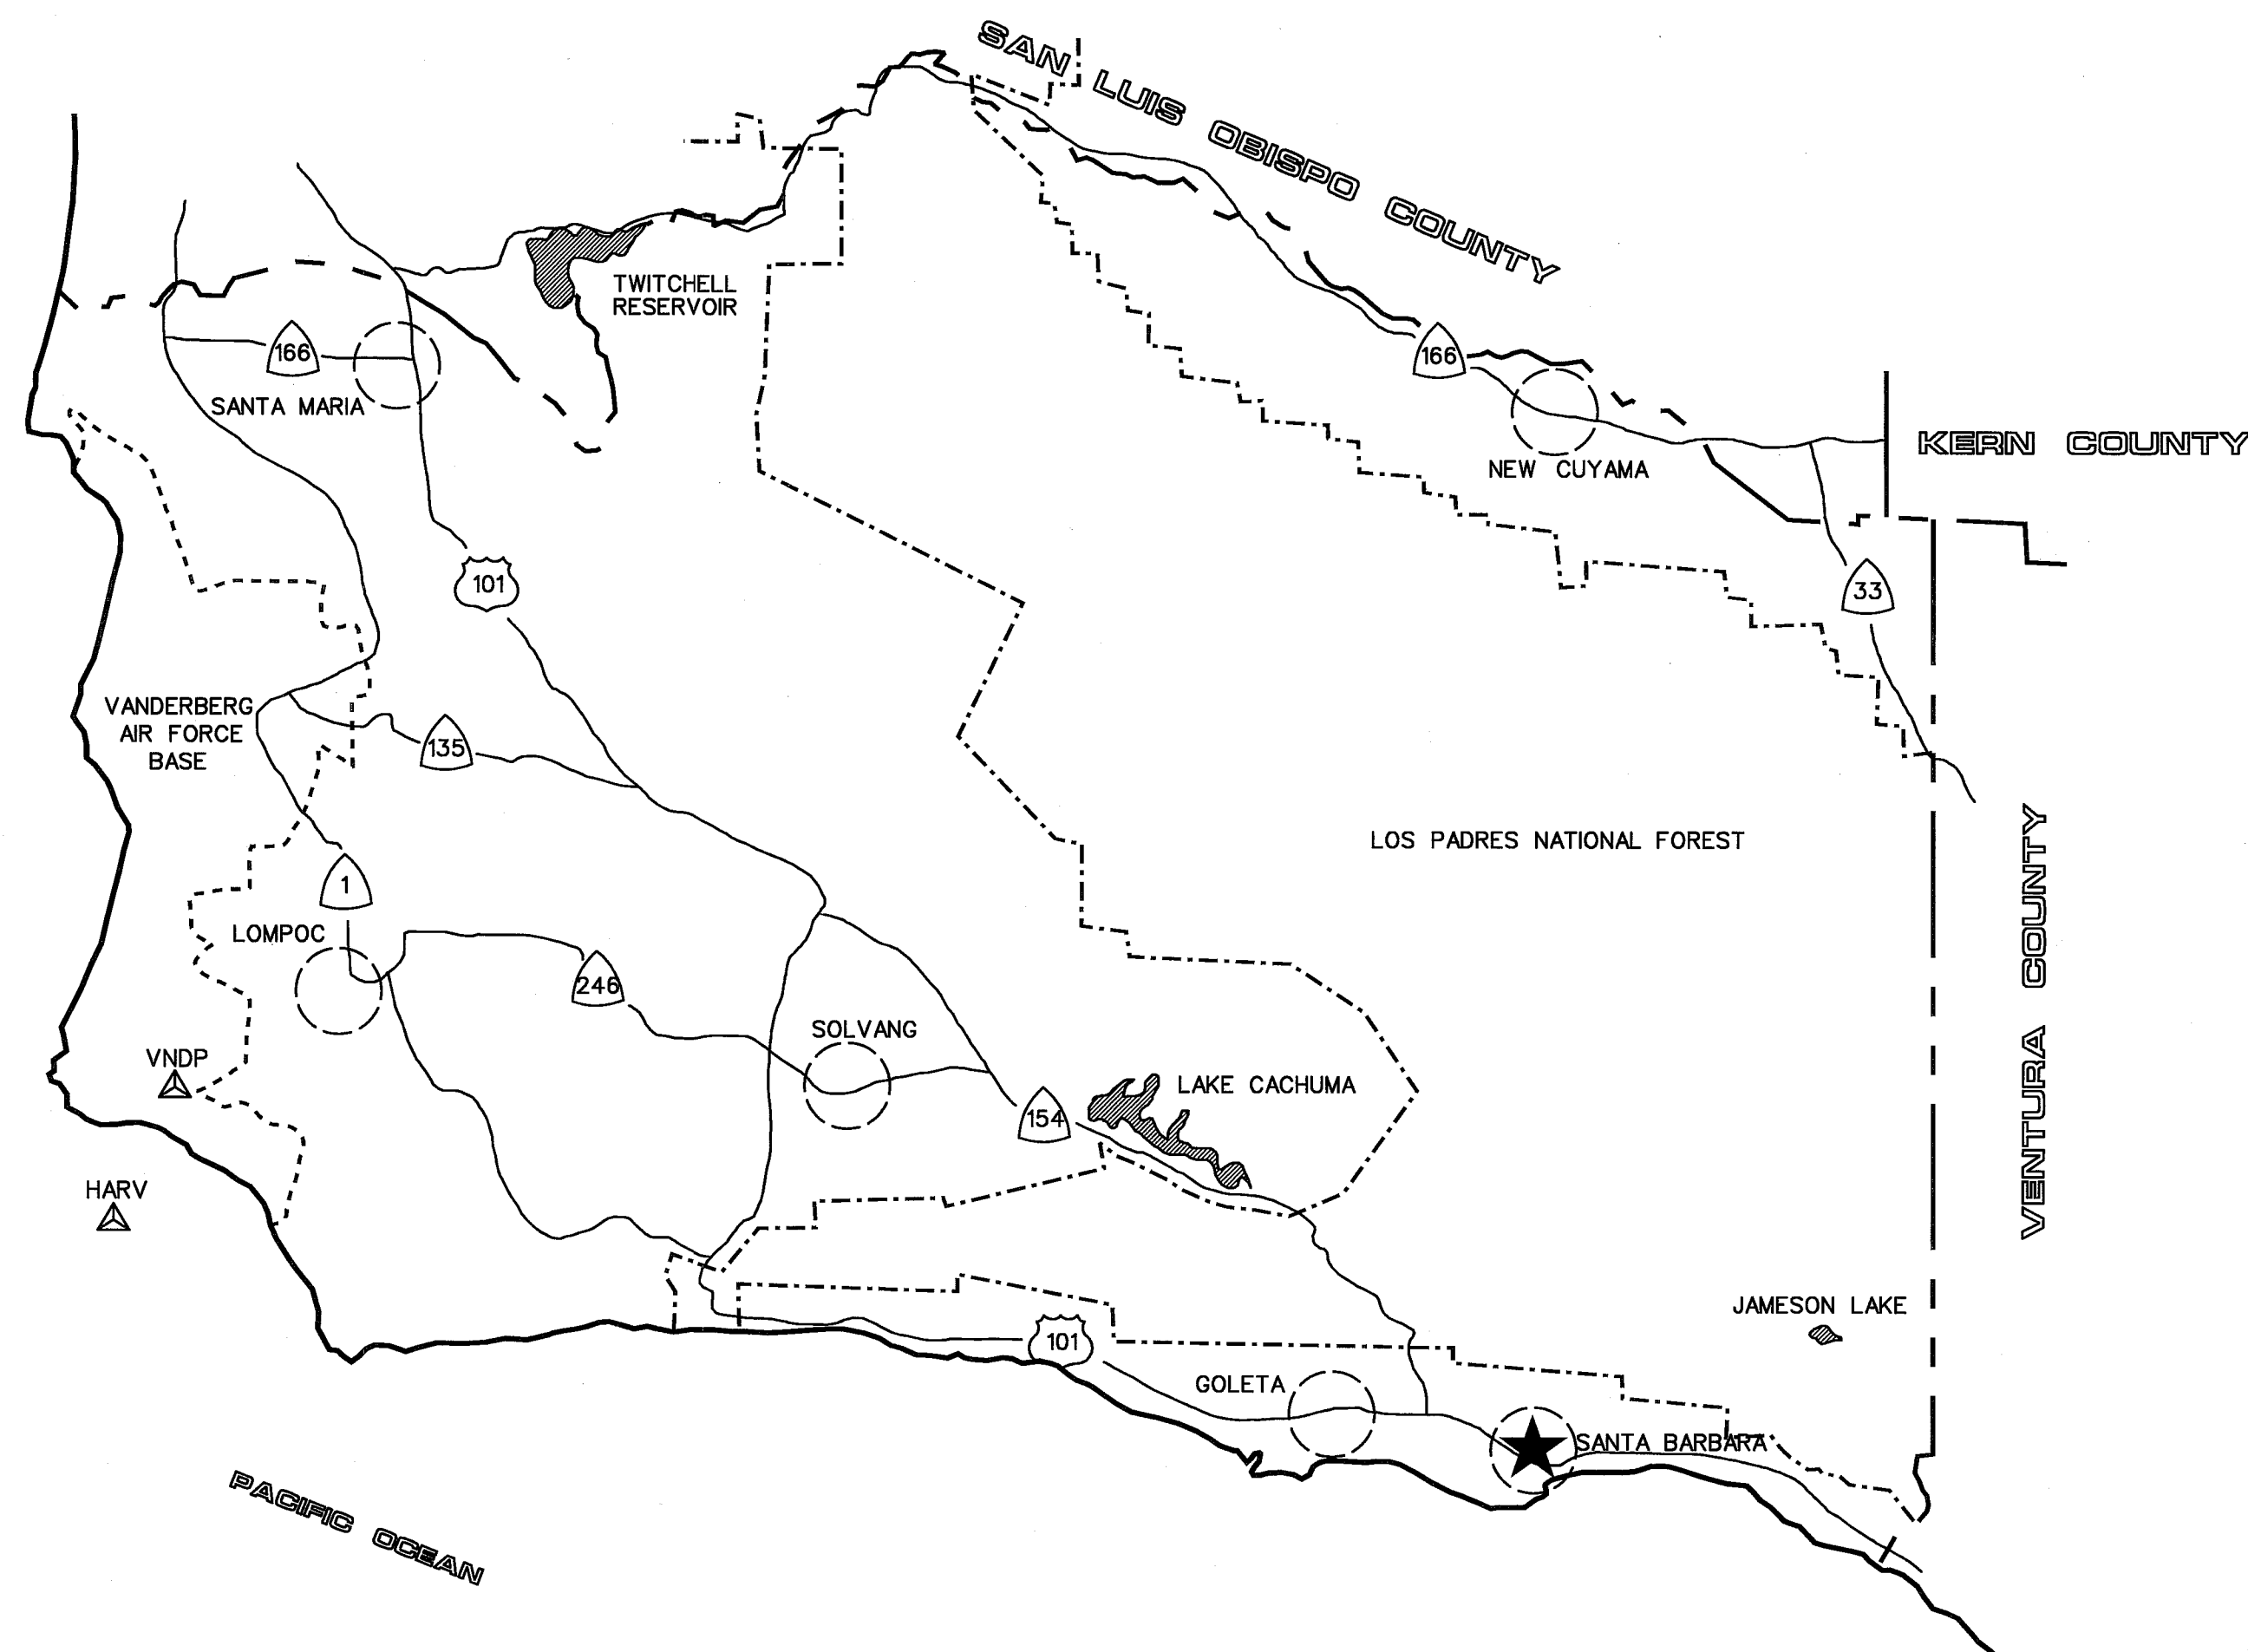 SAN LUIS OBISPO COUNTY
TWITCHELL
RESERVOIR
166
SANTA MARIA
166
NEW CUYAMA
KERN COUNTY
101
33
VANDERBERG
AIR FORCE
BASE
135
LOS PADRES NATIONAL FOREST
VENTURA COUNTY
1
LOMPOC
246
SOLVANG
VNDP
154
LAKE CACHUMA
HARV
JAMESON LAKE
101
GOLETA
SANTA BARBARA
PACIFIC OCEAN